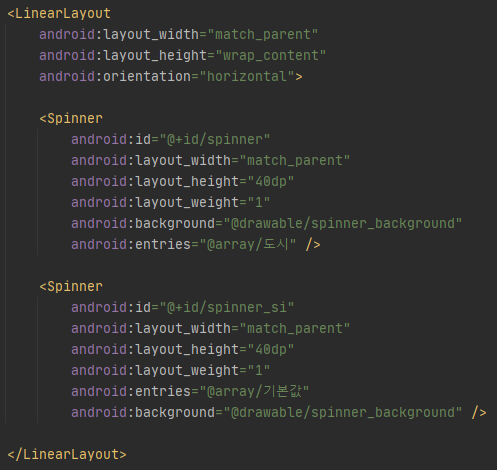 <LinearLayout
    android:layout_width="match_parent"
    android:layout_height="wrap_content"
    android:orientation="horizontal">

    <Spinner
        android:id="@+id/spinner"
        android:layout_width="match_parent"
        android:layout_height="40dp"
        android:layout_weight="1"
        android:background="@drawable/spinner_background"
        android:entries="@array/도시" />

    <Spinner
        android:id="@+id/spinner_si"
        android:layout_width="match_parent"
        android:layout_height="40dp"
        android:layout_weight="1"
        android:entries="@array/기본값"
        android:background="@drawable/spinner_background" />

</LinearLayout>